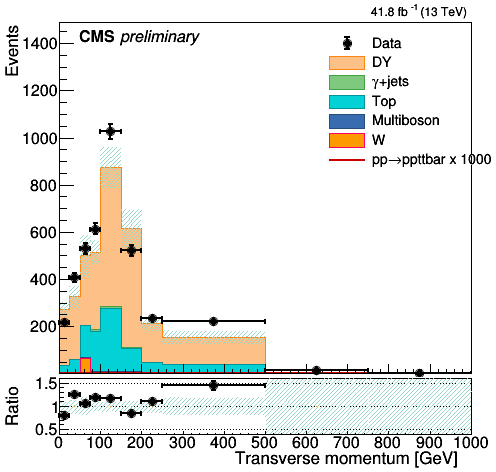 41.8 fb⁻¹ (13 TeV)
CMS preliminary
Events
1400
1200
1000
800
600
400
200
Data
DY
γ+jets
Top
Multiboson
W
pp→ppttbar x 1000
Ratio
1.5
1
0.5
0 100 200 300 400 500 600 700 800 900 1000
Transverse momentum [GeV]